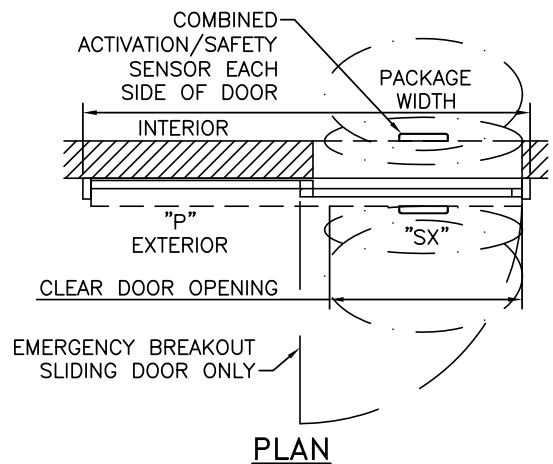 COMBINED
ACTIVATION/SAFETY
SENSOR EACH
SIDE OF DOOR
PACKAGE
WIDTH
INTERIOR
"P"
EXTERIOR
"SX"
CLEAR DOOR OPENING
EMERGENCY BREAKOUT
SLIDING DOOR ONLY
PLAN